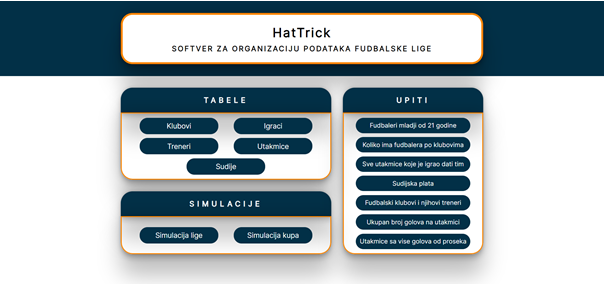 HatTrick
SOFTVER ZA ORGANIZACIJU PODATAKA FUDBALSKE LIGE
TABELE
Klubovi
Igraci
Treneri
Utakmice
Sudije
SIMULACIJE
Simulacija lige
Simulacija kupa
UPITI
Fudbaleri mladji od 21 godine
Koliko ima fudbalera po klubovima
Sve utakmice koje je igrao dati tim
Sudijska plata
Fudbalski klubovi i njihovi treneri
Ukupan broj golova na utakmici
Utakmice sa vise golova od proseka